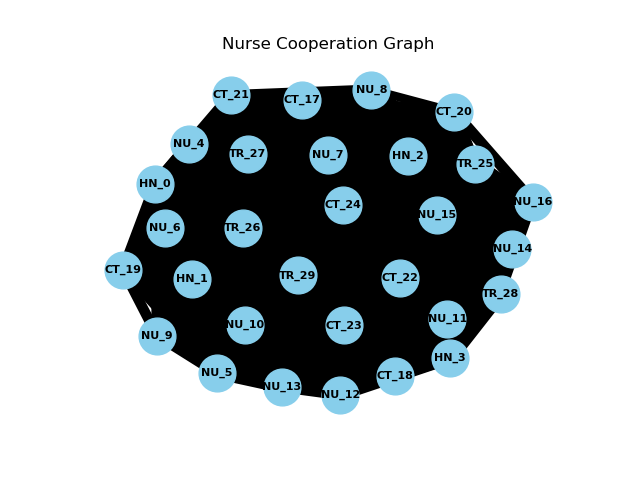 Nurse Cooperation Graph
NU_8
CT_21
CT_17
CT_20
NU_4
TR_27
NU_7
HN_2
TR_25
HN_0
NU_16
CT_24
NU_15
NU_6
TR_26
NU_14
CT_19
HN_1
TR_29
CT_22
TR_28
NU_11
NU_10
CT_23
NU_9
HN_3
NU_5
CT_18
NU_13
NU_12